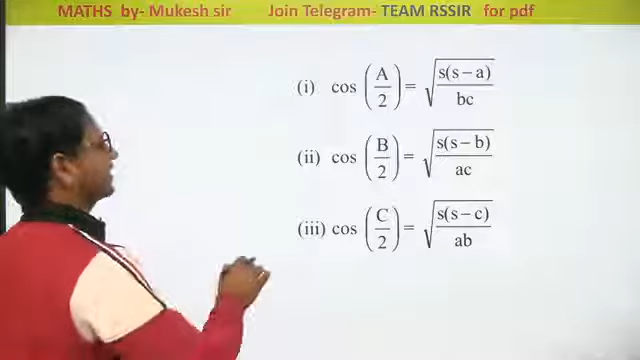 MATHS by- Mukesh sir Join Telegram- TEAM RSSIR for pdf
(i) cos (A/2) = √(s(s – a)/bc)
(ii) cos (B/2) = √(s(s – b)/ac)
(iii) cos (C/2) = √(s(s – c)/ab)